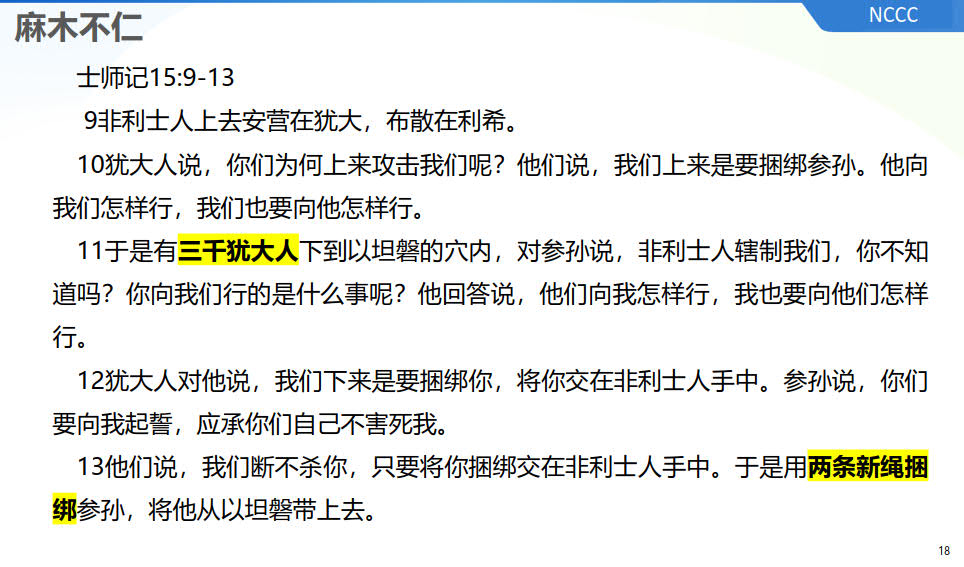 麻木不仁
NCCC
士师记15:9-13
9非利士人上去安营在犹大，布散在利希。
10犹大人说，你们为何上来攻击我们呢？他们说，我们上来是要捆绑参孙。他向
我们怎样行，我们也要向他怎样行。
11于是有三千犹大人下到以坦磐的穴内，对参孙说，非利士人辖制我们，你不知
道吗？你向我们行的是什么事呢？他回答说，他们向我怎样行，我也要向他们怎样
行。
12犹大人对他说，我们下来是要捆绑你，将你交在非利士人手中。参孙说，你们
要向我起誓，应承你们自己不害死我。
13他们说，我们断不杀你，只要将你捆绑交在非利士人手中。于是用两条新绳捆
绑参孙，将他从以坦磐带上去。
18